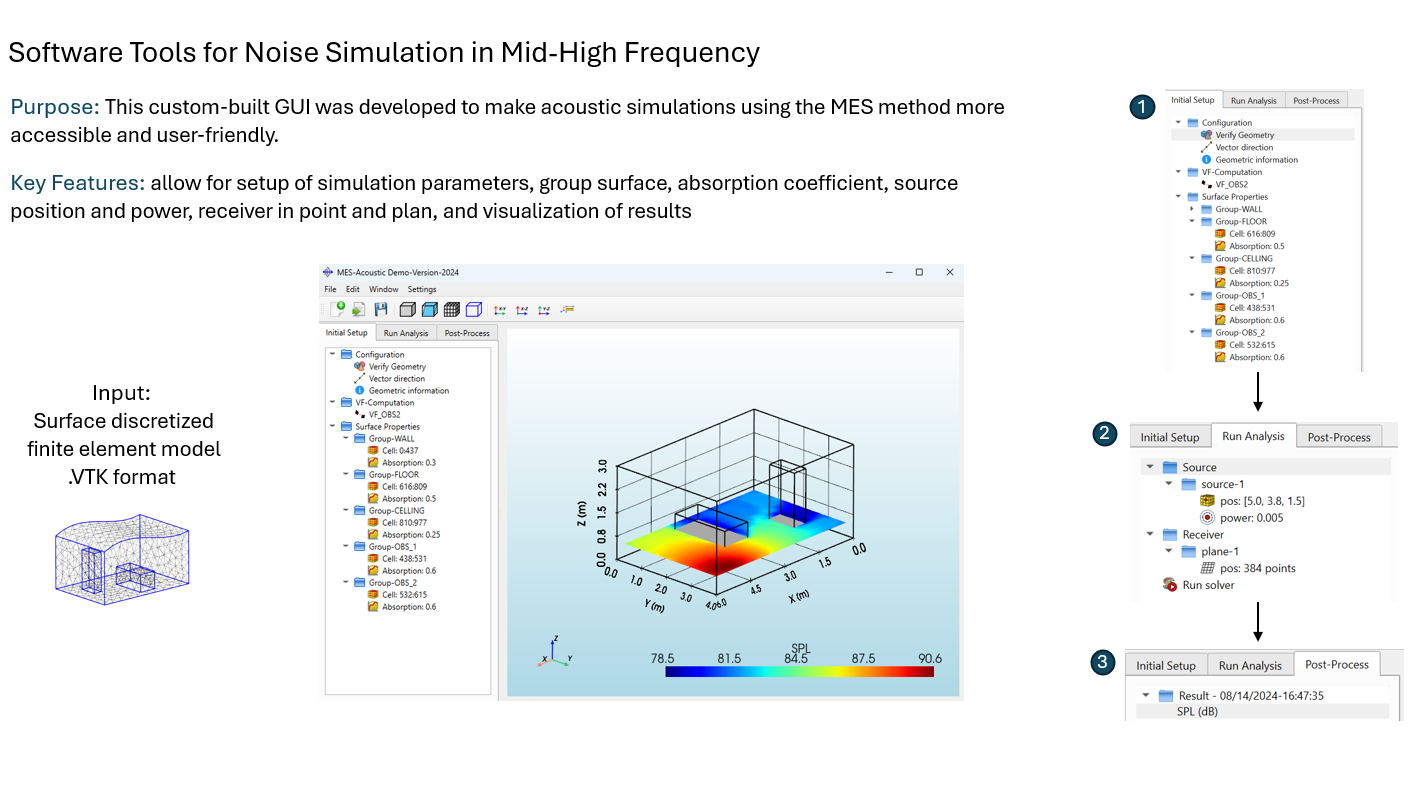 Software Tools for Noise Simulation in Mid-High Frequency
Purpose: This custom-built GUI was developed to make acoustic simulations using the MES method more
accessible and user-friendly.
Key Features: allow for setup of simulation parameters, group surface, absorption coefficient, source
position and power, receiver in point and plan, and visualization of results
Input:
Surface discretized
finite element model
.VTK format
MES-Acoustic Demo-Version-2024
File Edit Window Settings
Initial Setup Run Analysis Post-Process
Configuration
Verify Geometry
Vector direction
Geometric information
VF-Computation
VF_OBS2
Surface Properties
Group-WALL
Cell: 0:437
Absorption: 0.3
Group-FLOOR
Cell: 616:809
Absorption: 0.5
Group-CELLING
Cell: 810:977
Absorption: 0.25
Group-OBS_1
Cell: 438:531
Absorption: 0.6
Group-OBS_2
Cell: 532:615
Absorption: 0.6
Z (m)
3.0
2.2
1.5
0.8
0.0
0.0 1.0 2.0 3.0 4.0
Y (m)
6.0 4.5 3.0 1.5 0.0
X (m)
Z
X Y
SPL
78.5 81.5 84.5 87.5 90.6
1
Initial Setup Run Analysis Post-Process
Configuration
Verify Geometry
Vector direction
Geometric information
VF-Computation
VF_OBS2
Surface Properties
Group-WALL
Group-FLOOR
Cell: 616:809
Absorption: 0.5
Group-CELLING
Cell: 810:977
Absorption: 0.25
Group-OBS_1
Cell: 438:531
Absorption: 0.6
Group-OBS_2
Cell: 532:615
Absorption: 0.6
2
Initial Setup Run Analysis Post-Process
Source
source-1
pos: [5.0, 3.8, 1.5]
power: 0.005
Receiver
plane-1
pos: 384 points
Run solver
3
Initial Setup Run Analysis Post-Process
Result - 08/14/2024-16:47:35
SPL (dB)